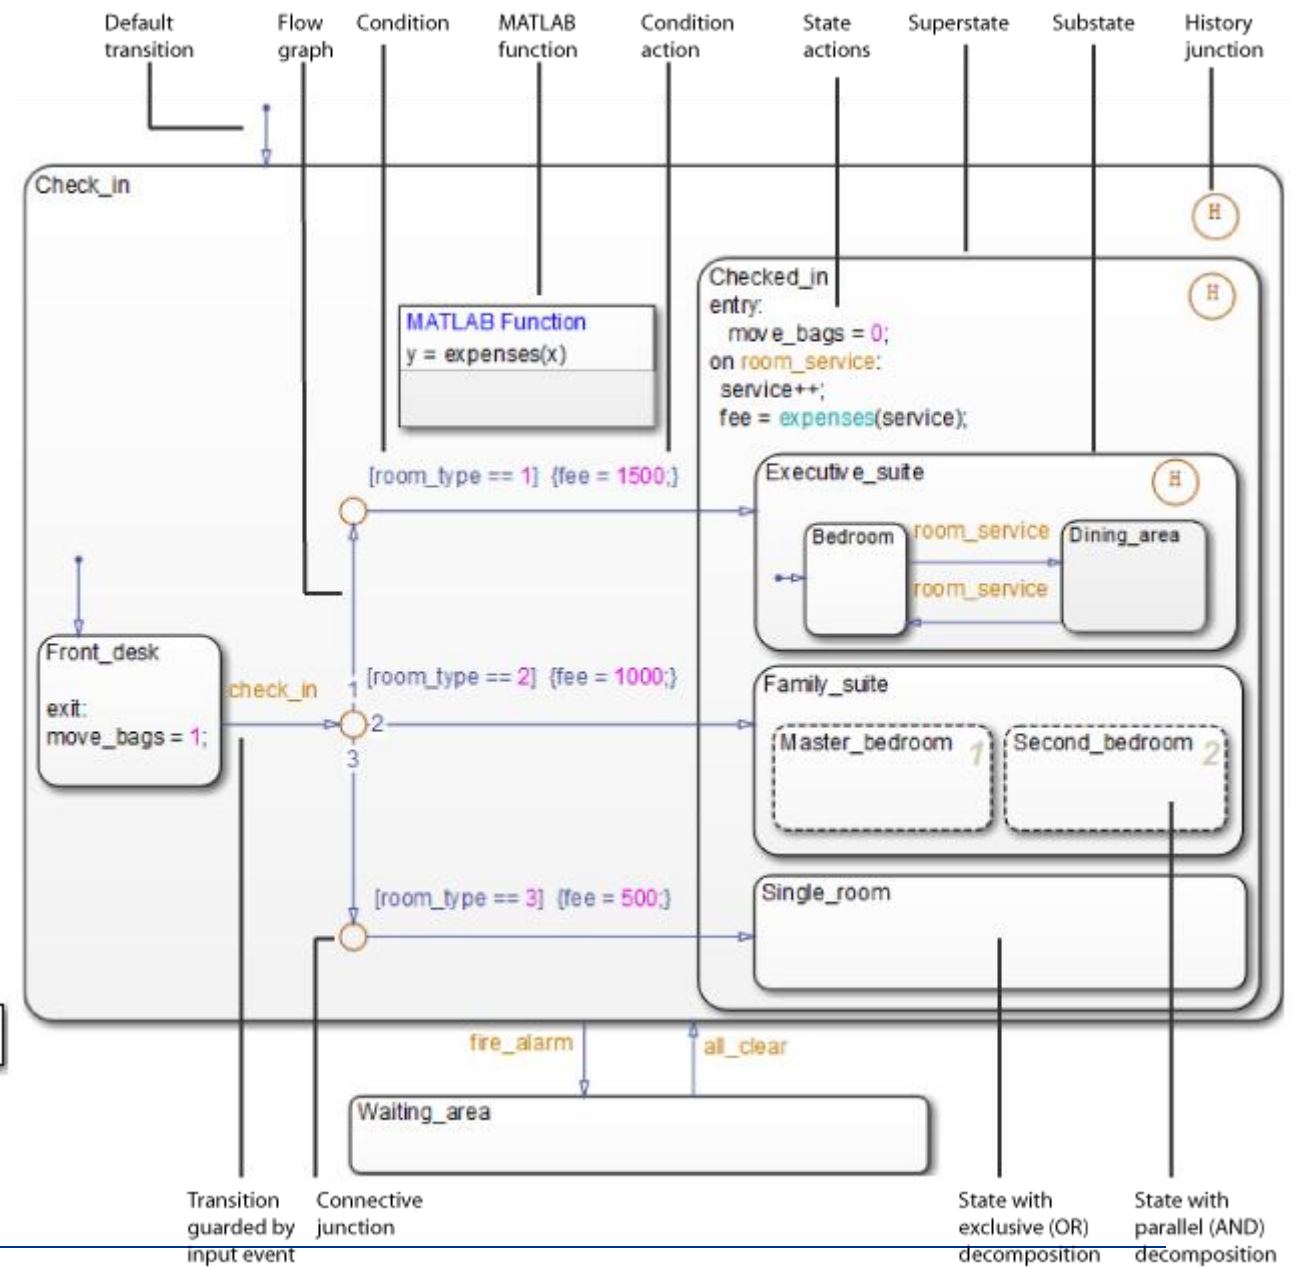 Default
transition
Flow
graph
Condition
MATLAB
function
Condition
action
State
actions
Superstate
Substate
History
junction
Check_in
H
Checked_in
H
entry:
move_bags = 0;
on room_service:
service++;
fee = expenses(service);
MATLAB Function
y = expenses(x)
[room_type == 1] {fee = 1500;}
Executive_suite
H
Bedroom
room_service
Dining_area
room_service
Front_desk
exit:
move_bags = 1;
check_in
1
2
3
[room_type == 2] {fee = 1000;}
Family_suite
Master_bedroom
1
Second_bedroom
2
[room_type == 3] {fee = 500;}
Single_room
fire_alarm
all_clear
Waiting_area
Transition
guarded by
input event
Connective
junction
State with
exclusive (OR)
decomposition
State with
parallel (AND)
decomposition